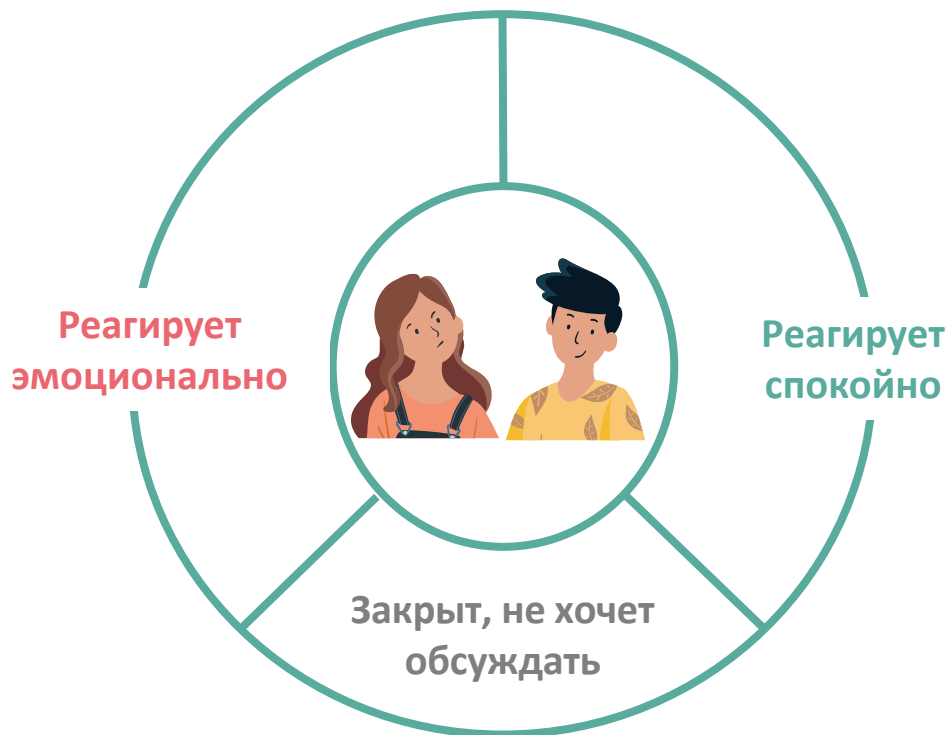 Реагирует
эмоционально
Реагирует
спокойно
Закрыт, не хочет
обсуждать